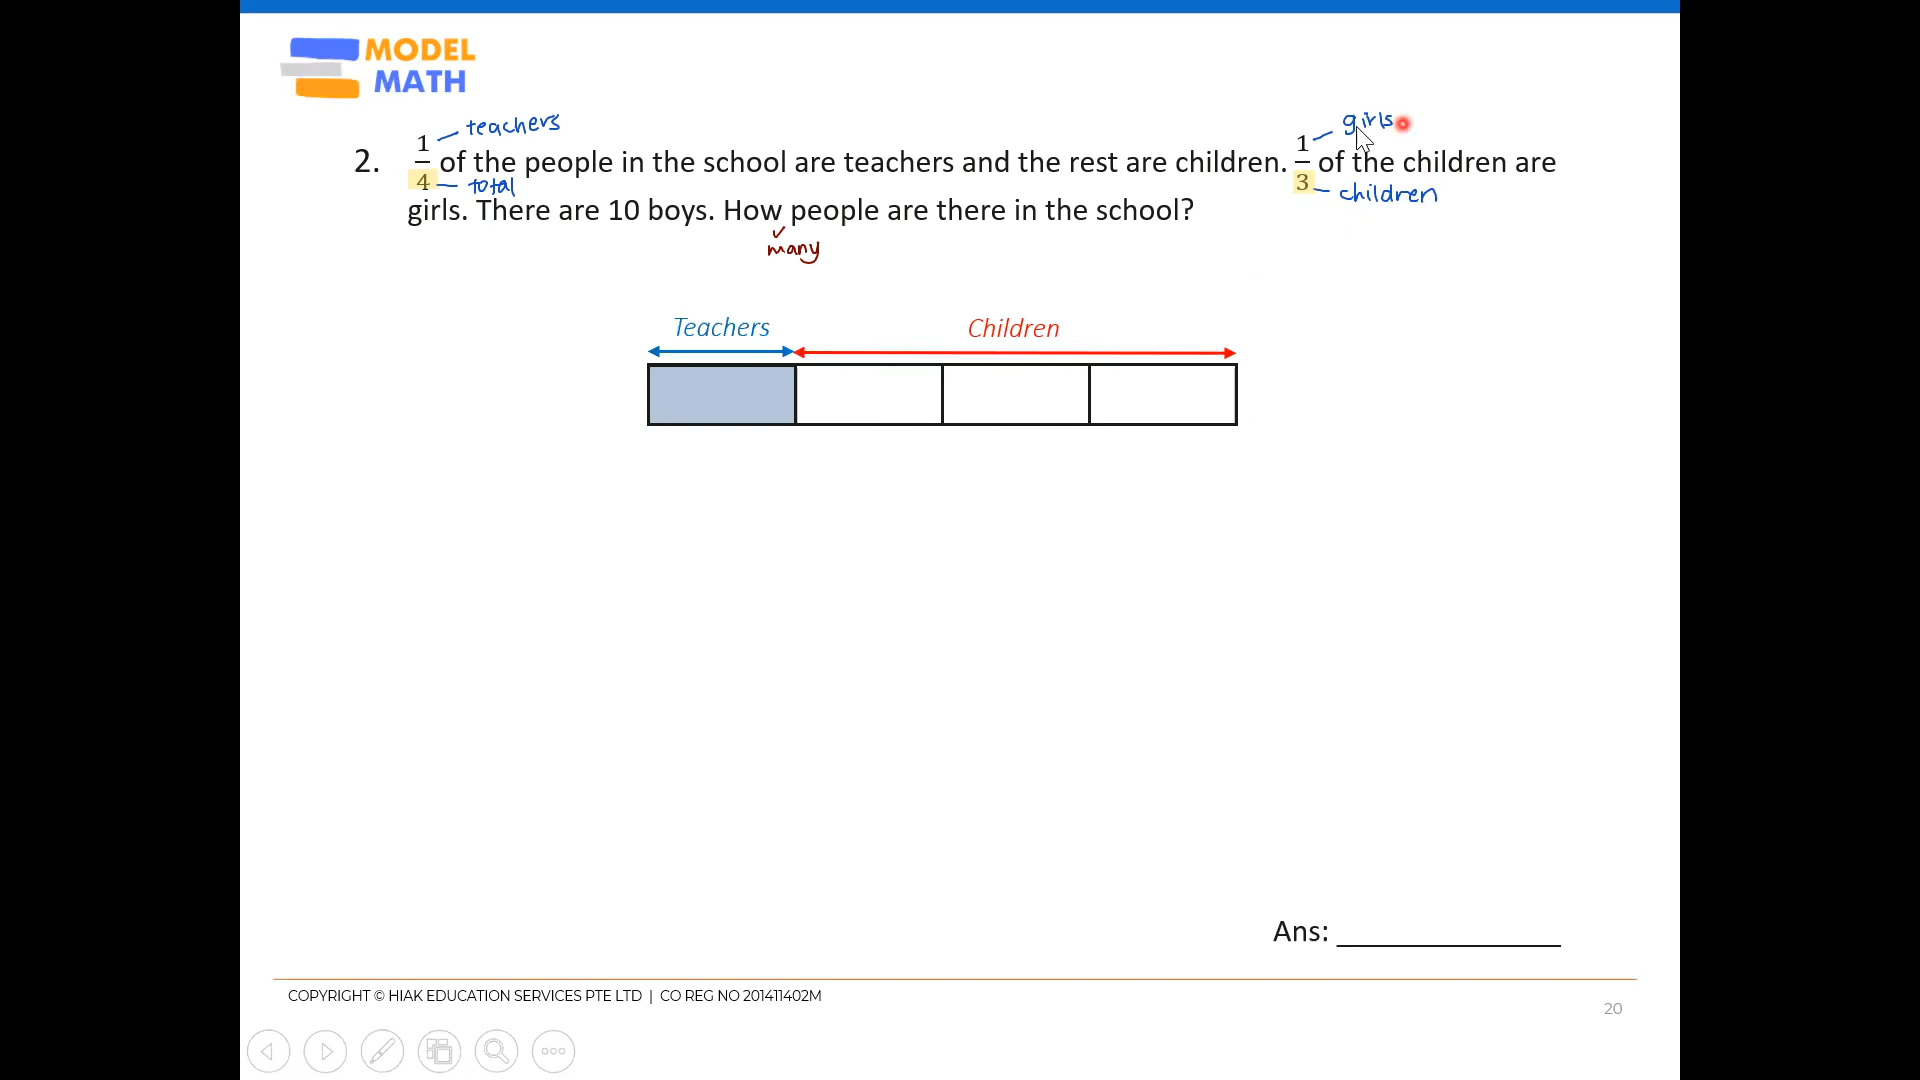 MODEL
MATH
teachers
girls
2. 1/4 of the people in the school are teachers and the rest are children. 1/3 of the children are
total
children
girls. There are 10 boys. How people are there in the school?
✓
many
Teachers
Children
Ans: ____________
COPYRIGHT © HIAK EDUCATION SERVICES PTE LTD | CO REG NO 201411402M
20